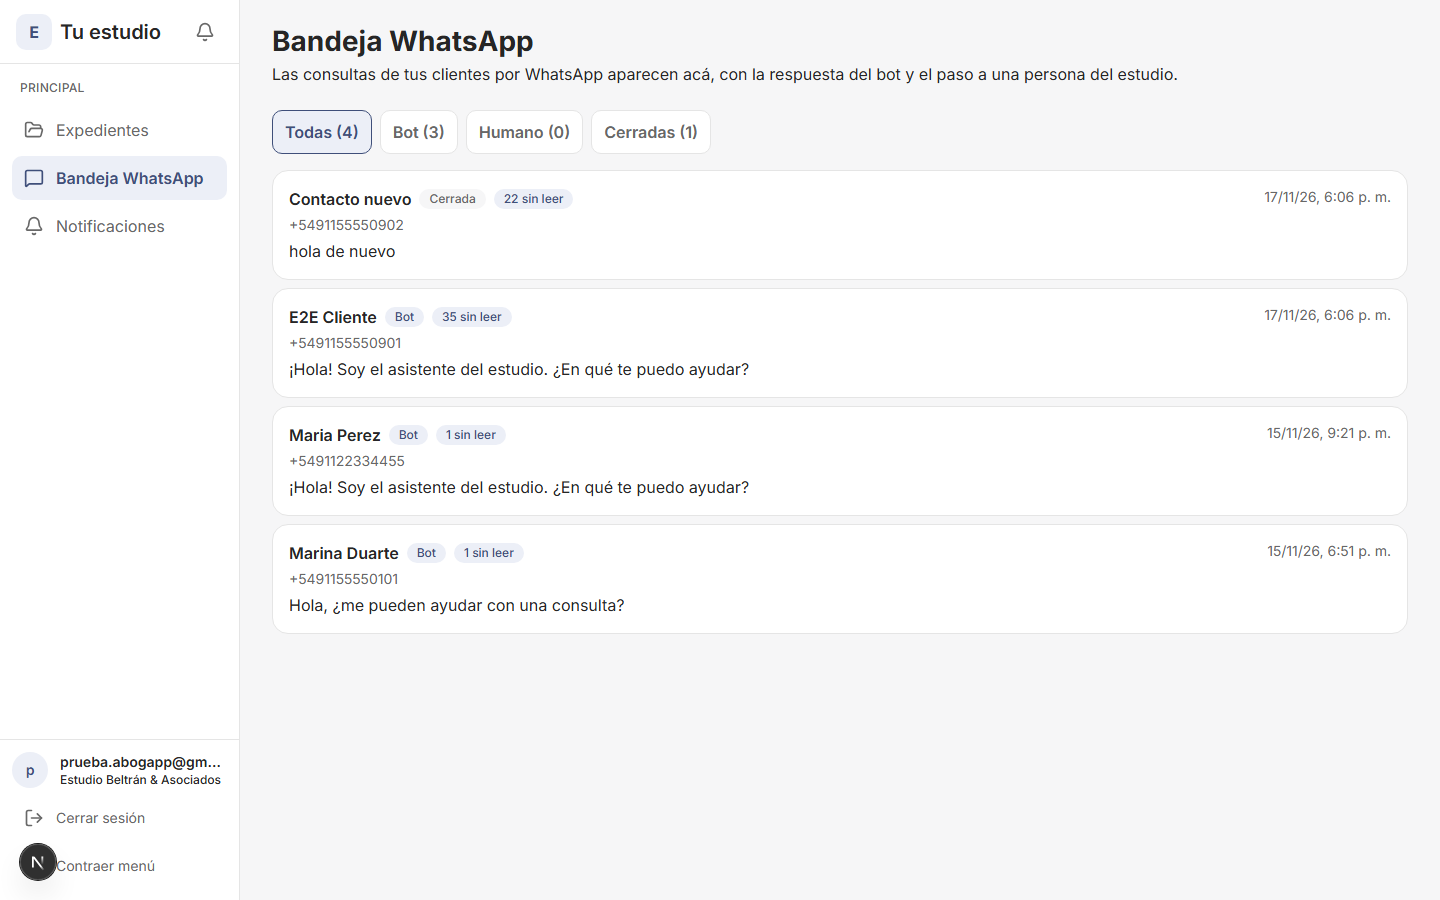 E Tu estudio
PRINCIPAL
Expedientes
Bandeja WhatsApp
Notificaciones
p prueba.abogapp@gm...
Estudio Beltrán & Asociados
Cerrar sesión
N Contraer menú
Bandeja WhatsApp
Las consultas de tus clientes por WhatsApp aparecen acá, con la respuesta del bot y el paso a una persona del estudio.
Todas (4) Bot (3) Humano (0) Cerradas (1)
Contacto nuevo Cerrada 22 sin leer 17/11/26, 6:06 p. m.
+5491155550902
hola de nuevo
E2E Cliente Bot 35 sin leer 17/11/26, 6:06 p. m.
+5491155550901
¡Hola! Soy el asistente del estudio. ¿En qué te puedo ayudar?
Maria Perez Bot 1 sin leer 15/11/26, 9:21 p. m.
+5491122334455
¡Hola! Soy el asistente del estudio. ¿En qué te puedo ayudar?
Marina Duarte Bot 1 sin leer 15/11/26, 6:51 p. m.
+5491155550101
Hola, ¿me pueden ayudar con una consulta?